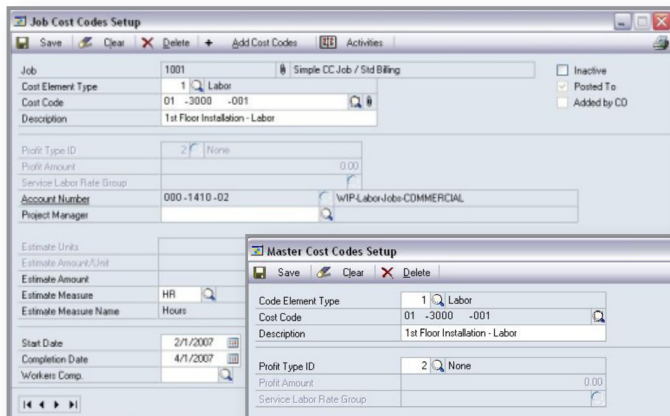 Job Cost Codes Setup
Save Clear Delete + Add Cost Codes Activities
Job 1001 Simple CC Job / Std Billing Inactive
Cost Element Type 1 Labor Posted To
Cost Code 01 -3000 -001 Added by CO
Description 1st Floor Installation - Labor
Profit Type ID 2 None
Profit Amount 0.00
Service Labor Rate Group
Account Number 000 -1410 -02 WIP-Labor-Jobs-COMMERCIAL
Project Manager
Estimate Units
Estimate Amount/Unit
Estimate Amount
Estimate Measure HR
Estimate Measure Name Hours
Start Date 2/1/2007
Completion Date 4/1/2007
Workers Comp.
Master Cost Codes Setup
Save Clear Delete
Code Element Type 1 Labor
Cost Code 01 -3000 -001
Description 1st Floor Installation - Labor
Profit Type ID 2 None
Profit Amount 0.00
Service Labor Rate Group